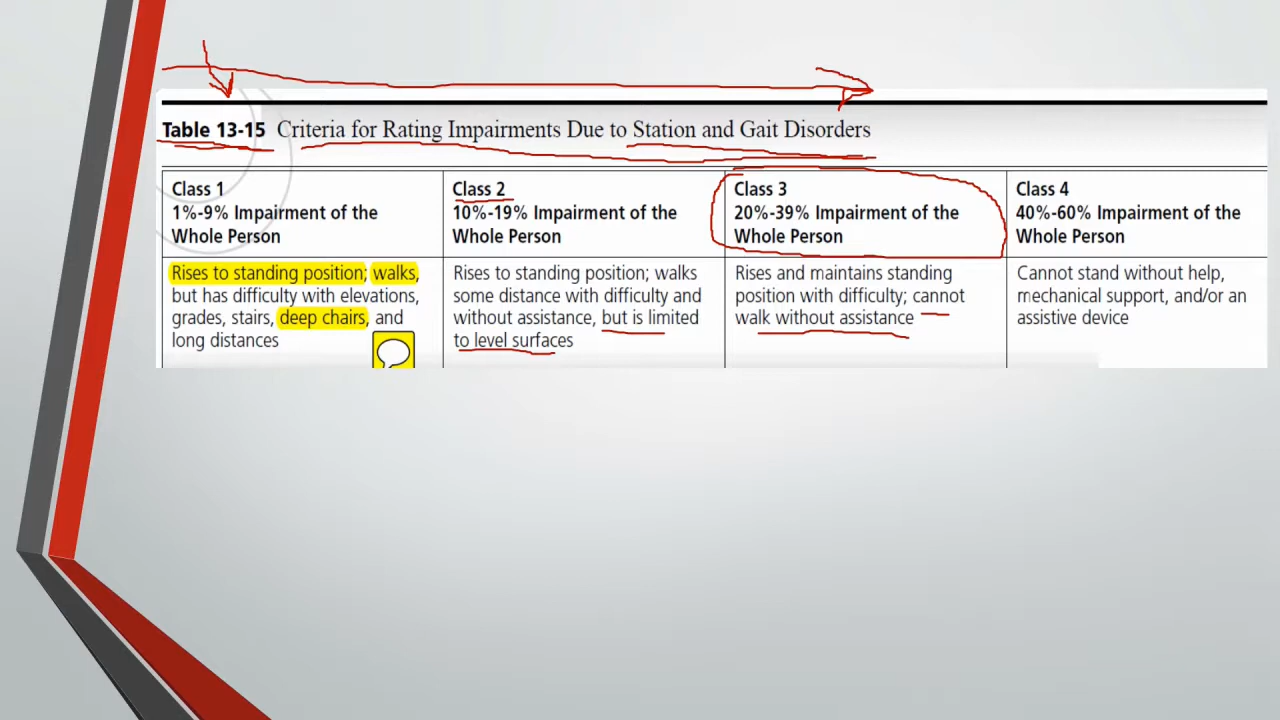 Table 13-15 Criteria for Rating Impairments Due to Station and Gait Disorders
Class 1
1%-9% Impairment of the
Whole Person
Class 2
10%-19% Impairment of the
Whole Person
Class 3
20%-39% Impairment of the
Whole Person
Class 4
40%-60% Impairment of the
Whole Person
Rises to standing position; walks,
but has difficulty with elevations,
grades, stairs, deep chairs, and
long distances
Rises to standing position; walks
some distance with difficulty and
without assistance, but is limited
to level surfaces
Rises and maintains standing
position with difficulty; cannot
walk without assistance
Cannot stand without help,
mechanical support, and/or an
assistive device